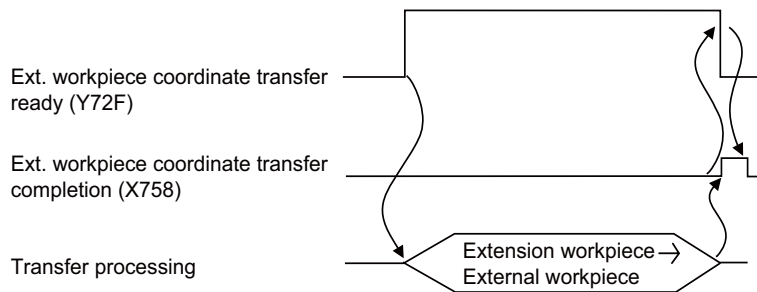 Ext. workpiece coordinate transfer
ready (Y72F)
Ext. workpiece coordinate transfer
completion (X758)
Transfer processing
Extension workpiece →
External workpiece